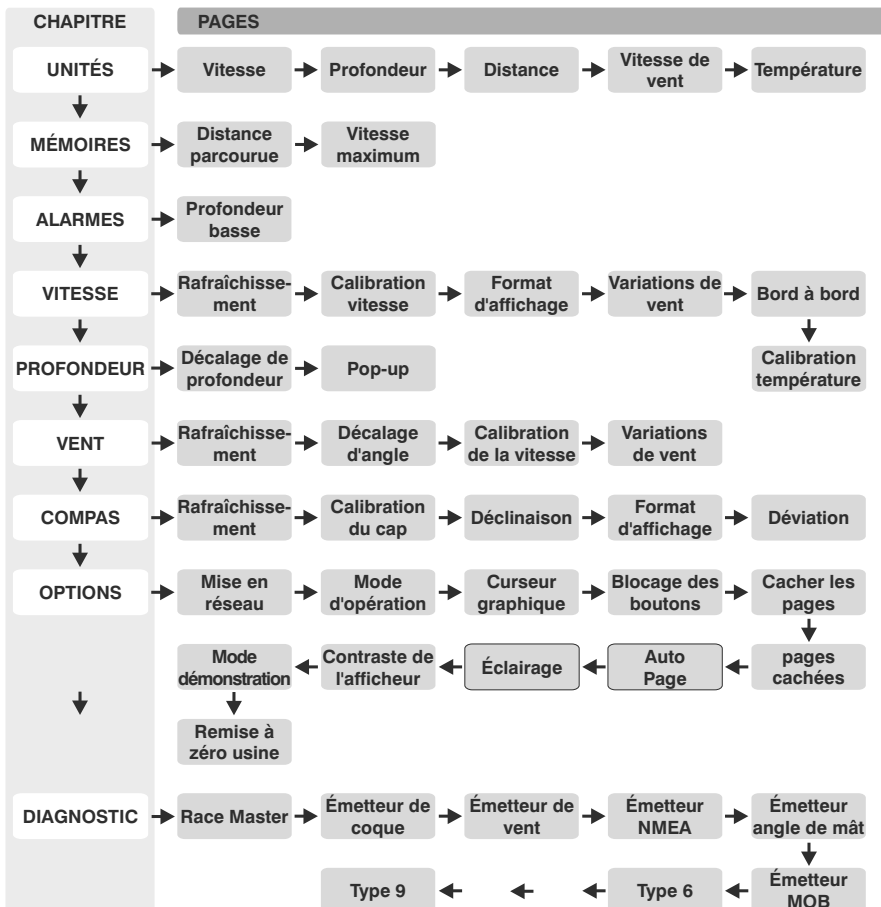 CHAPITRE
PAGES
UNITÉS
Vitesse
Profondeur
Distance
Vitesse de
vent
Température
MÉMOIRES
Distance
parcourue
Vitesse
maximum
ALARMES
Profondeur
basse
VITESSE
Rafraîchisse-
ment
Calibration
vitesse
Format
d'affichage
Variations de
vent
Bord à bord
Calibration
température
PROFONDEUR
Décalage de
profondeur
Pop-up
VENT
Rafraîchisse-
ment
Décalage
d'angle
Calibration
de la vitesse
Variations
de vent
COMPAS
Rafraîchisse-
ment
Calibration
du cap
Déclinaison
Format
d'affichage
Déviation
OPTIONS
Mise en
réseau
Mode
d'opération
Curseur
graphique
Blocage des
boutons
Cacher les
pages
pages
cachées
Auto
Page
Éclairage
Contraste de
l'afficheur
Mode
démonstration
Remise à
zéro usine
DIAGNOSTIC
Race Master
Émetteur de
coque
Émetteur de
vent
Émetteur
NMEA
Émetteur
angle de mât
Émetteur
MOB
Type 6
Type 9